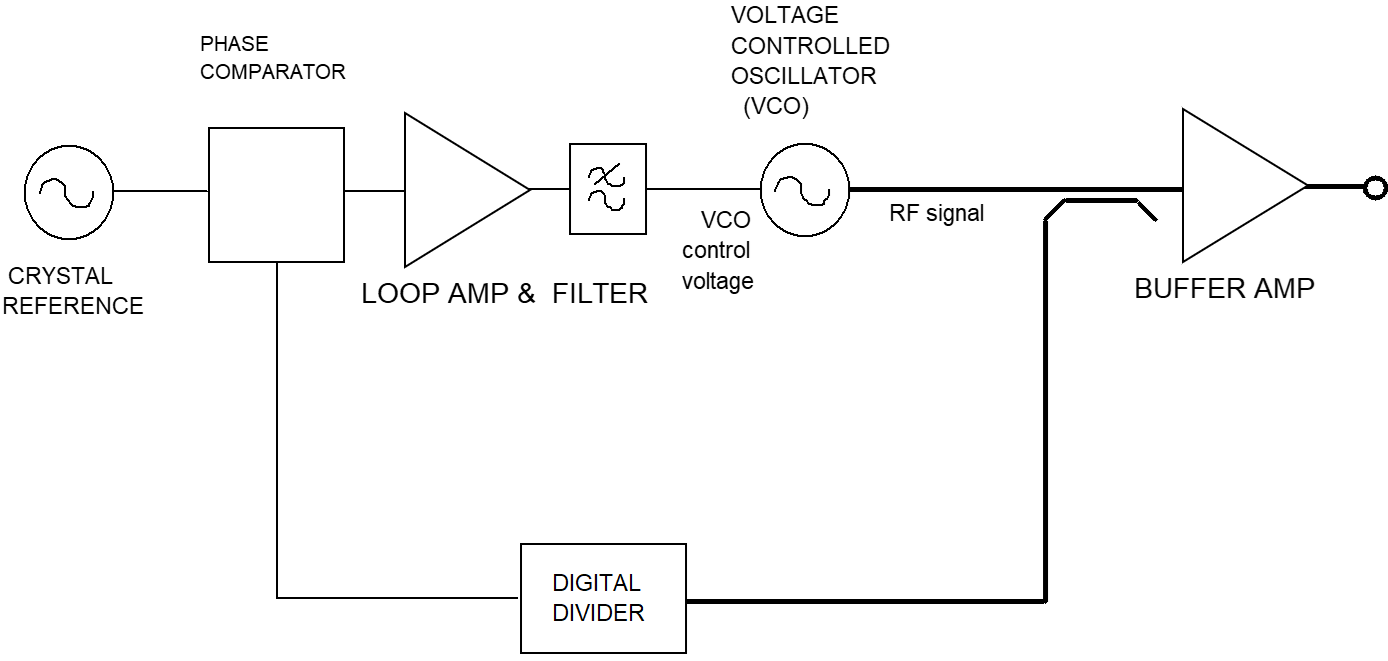 PHASE
COMPARATOR
VOLTAGE
CONTROLLED
OSCILLATOR
(VCO)
CRYSTAL
REFERENCE
LOOP AMP & FILTER
VCO
control
voltage
RF signal
BUFFER AMP
DIGITAL
DIVIDER